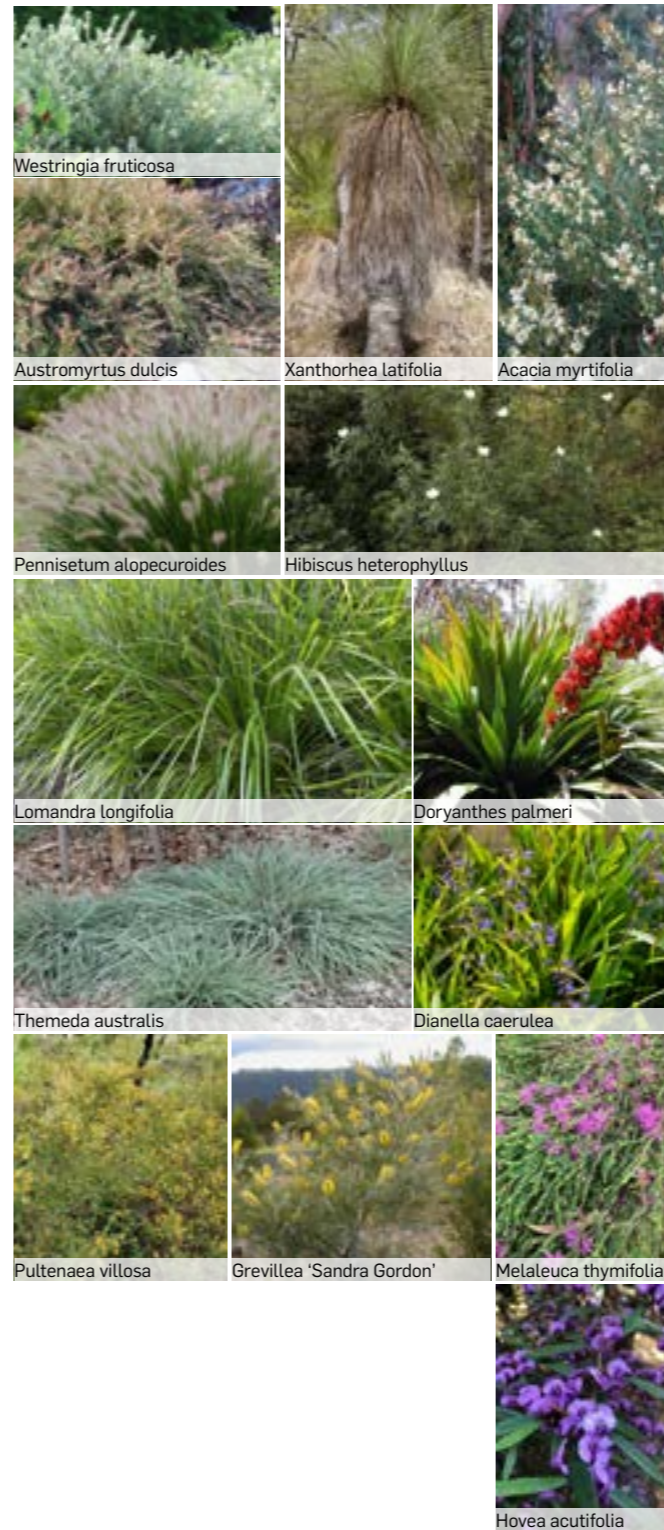 Westringia fruticosa
Austromyrtus dulcis
Xanthorhea latifolia
Acacia myrtifolia
Pennisetum alopecuroides
Hibiscus heterophyllus
Lomandra longifolia
Doryanthes palmeri
Themeda australis
Dianella caerulea
Pultenaea villosa
Grevillea ‘Sandra Gordon’
Melaleuca thymifolia
Hovea acutifolia